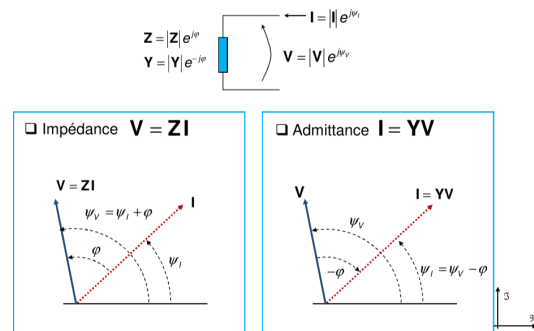 I = |I| e^{jψ_I}
Z = |Z| e^{jφ}
Y = |Y| e^{-jφ}
V = |V| e^{jψ_V}
❑ Impédance V = ZI
V = ZI
I
ψ_V = ψ_I + φ
φ
ψ_I
❑ Admittance I = YV
V
I = YV
ψ_V
-φ
ψ_I = ψ_V - φ
ℑ